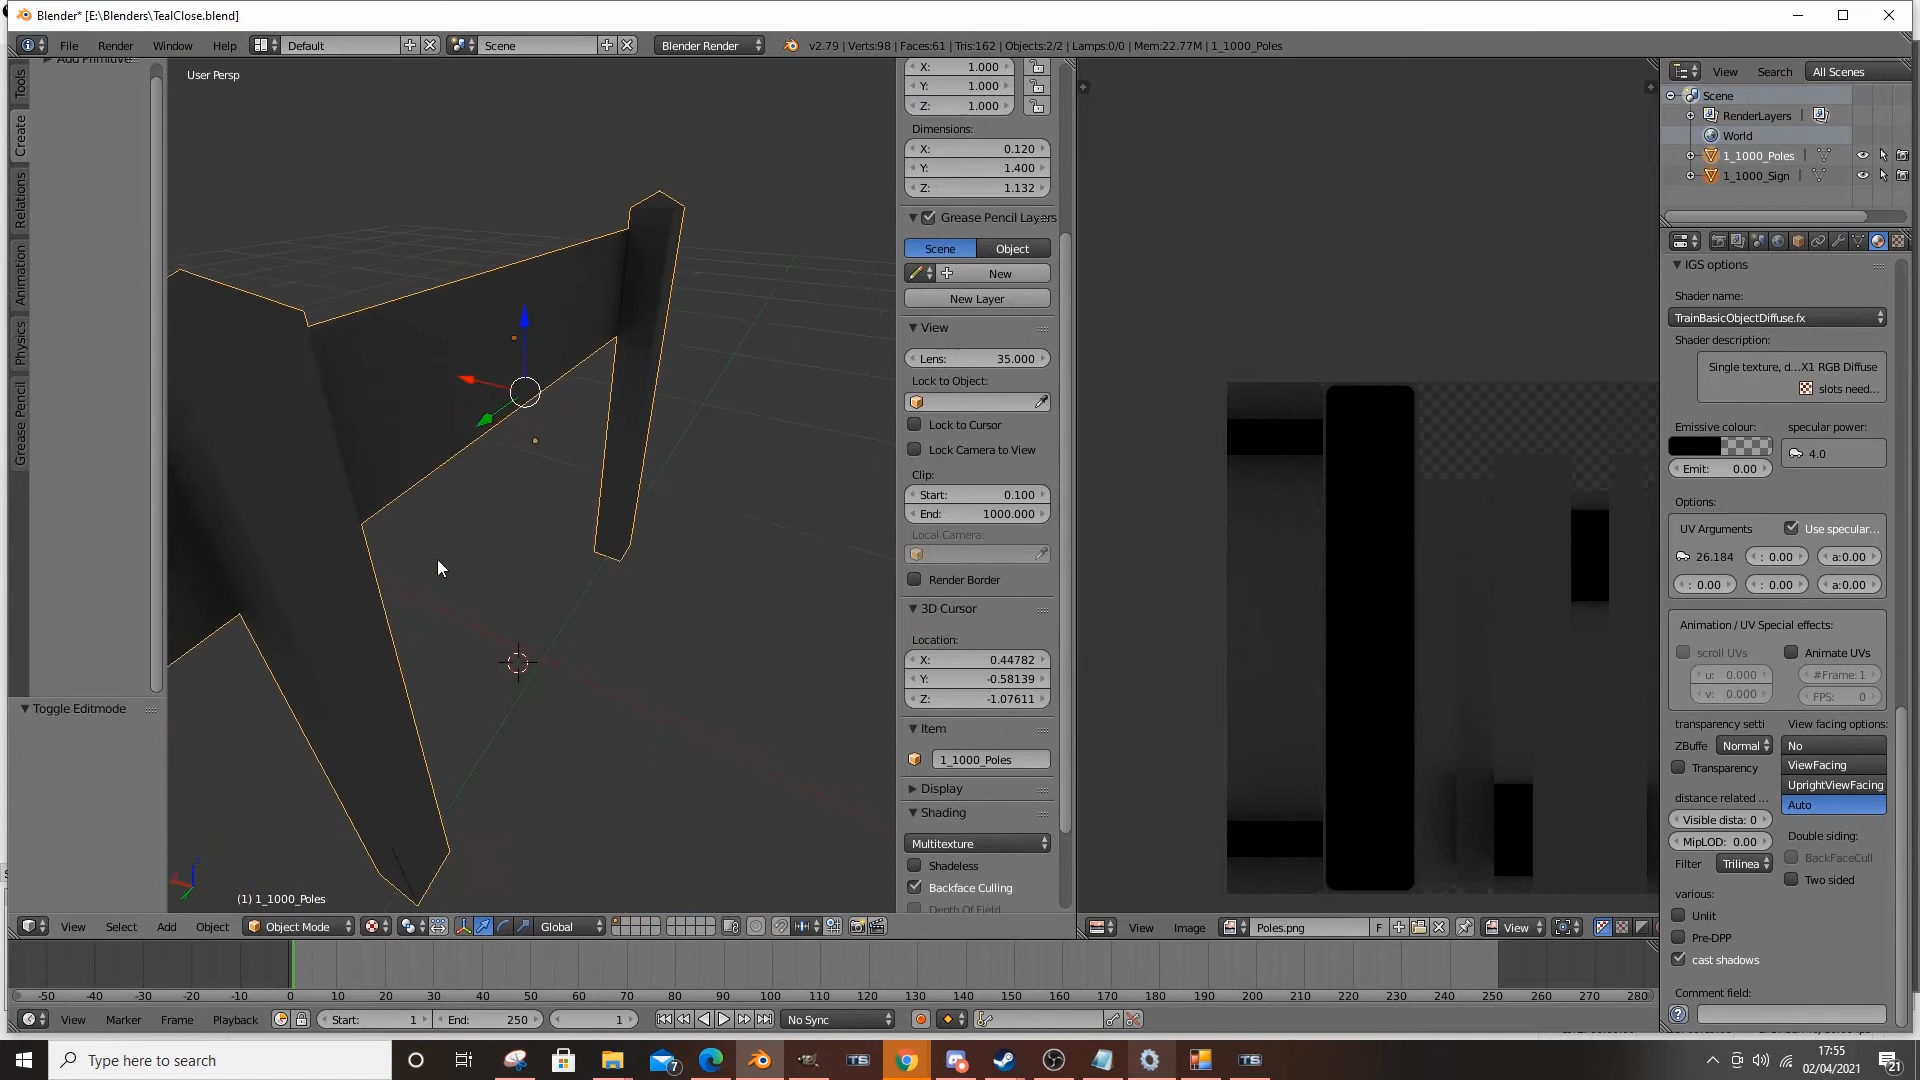 Blender* [E:\Blenders\TealClose.blend]
File Render Window Help Default Scene Blender Render v2.79 | Verts:98 | Faces:61 | Tris:162 | Objects:2/2 | Lamps:0/0 | Mem:22.77M | 1_1000_Poles
Tools
Create
Relations
Animation
Physics
Grease Pencil
Add Primitive
Toggle Editmode
User Persp
(1) 1_1000_Poles
X: 1.000
Y: 1.000
Z: 1.000
Dimensions:
X: 0.120
Y: 1.400
Z: 1.132
Grease Pencil Layers
Scene Object
New
New Layer
View
Lens: 35.000
Lock to Object:
Lock to Cursor
Lock Camera to View
Clip:
Start: 0.100
End: 1000.000
Local Camera:
Render Border
3D Cursor
Location:
X: 0.44782
Y: -0.58139
Z: -1.07611
Item
1_1000_Poles
Display
Shading
Multitexture
Shadeless
Backface Culling
Depth Of Field
View Select Add Object Object Mode Global
View Image Poles.png F View
View Search All Scenes
Scene
RenderLayers
World
1_1000_Poles
1_1000_Sign
IGS options
Shader name:
TrainBasicObjectDiffuse.fx
Shader description:
Single texture, d...X1 RGB Diffuse
slots need...
Emissive colour: specular power:
4.0
Emit: 0.00
Options:
UV Arguments Use specular...
26.184 : 0.00 a:0.00
: 0.00 : 0.00 a:0.00
Animation / UV Special effects:
scroll UVs Animate UVs
u: 0.000 #Frame: 1
v: 0.000 FPS: 0
transparency setti View facing options:
ZBuffe Normal No
Transparency ViewFacing
distance related ... UprightViewFacing
Auto
Visible dista: 0 Double siding:
MipLOD: 0.00 BackFaceCull
Filter Trilinea Two sided
various:
Unlit
Pre-DPP
cast shadows
Comment field:
-50 -40 -30 -20 -10 0 10 20 30 40 50 60 70 80 90 100 110 120 130 140 150 160 170 180 190 200 210 220 230 240 250 260 270 280
View Marker Frame Playback Start: 1 End: 250 1 No Sync
Type here to search
7
TS
TS
17:55
02/04/2021
21